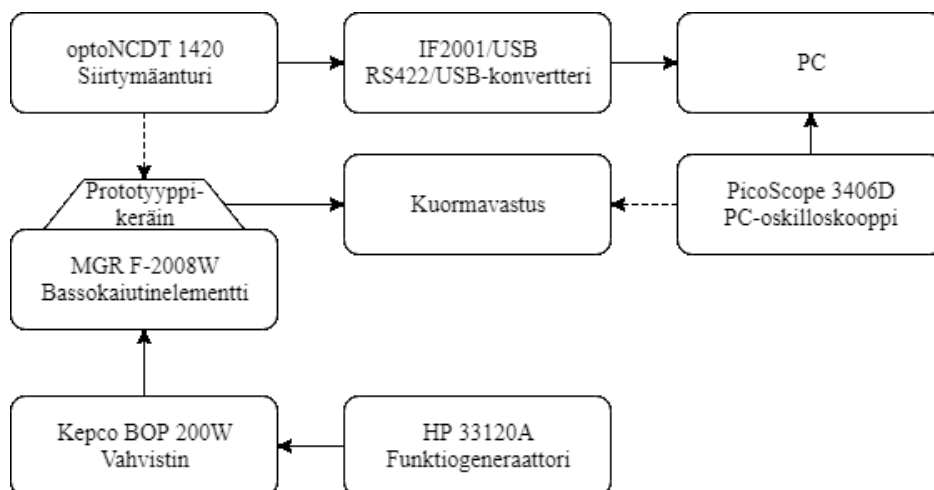 optoNCDT 1420
Siirtymäanturi
IF2001/USB
RS422/USB-konvertteri
PC
Prototyyppi-
keräin
Kuormavastus
PicoScope 3406D
PC-oskilloskooppi
MGR F-2008W
Bassokaiutinelementti
Kepco BOP 200W
Vahvistin
HP 33120A
Funktiogeneraattori